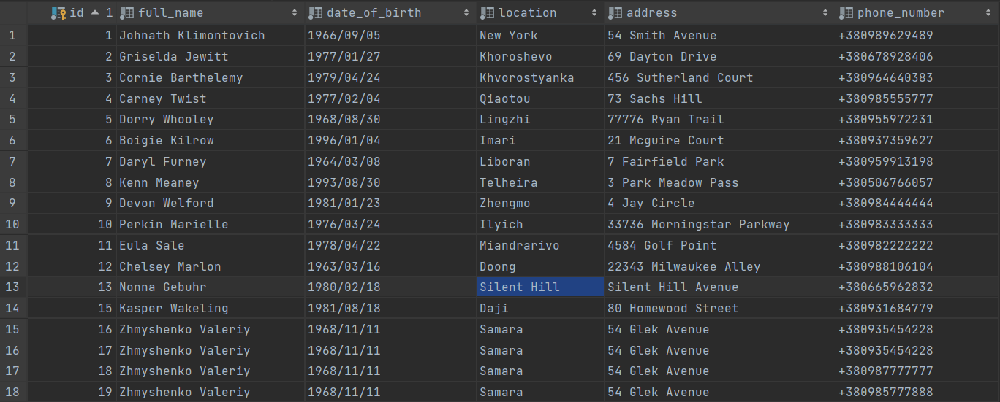 id 1 full_name date_of_birth location address phone_number
1 1 Johnath Klimontovich 1966/09/05 New York 54 Smith Avenue +380989629489
2 2 Griselda Jewitt 1977/01/27 Khoroshevo 69 Dayton Drive +380678928406
3 3 Cornie Barthelemy 1979/04/24 Khvorostyanka 456 Sutherland Court +380964640383
4 4 Carney Twist 1977/02/04 Qiaotou 73 Sachs Hill +380985555777
5 5 Dorry Whooley 1968/08/30 Lingzhi 77776 Ryan Trail +380955972231
6 6 Boigie Kilrow 1996/01/04 Imari 21 Mcguire Court +380937359627
7 7 Daryl Furney 1964/03/08 Liboran 7 Fairfield Park +380959913198
8 8 Kenn Meaney 1993/08/30 Telheira 3 Park Meadow Pass +380506766057
9 9 Devon Welford 1981/01/23 Zhengmo 4 Jay Circle +380984444444
10 10 Perkin Marielle 1976/03/24 Ilyich 33736 Morningstar Parkway +380983333333
11 11 Eula Sale 1978/04/22 Miandrarivo 4584 Golf Point +380982222222
12 12 Chelsey Marlon 1963/03/16 Doong 22343 Milwaukee Alley +380988106104
13 13 Nonna Gebuhr 1980/02/18 Silent Hill Silent Hill Avenue +380665962832
14 15 Kasper Wakeling 1981/08/18 Daji 80 Homewood Street +380931684779
15 16 Zhmyshenko Valeriy 1968/11/11 Samara 54 Glek Avenue +380935454228
16 17 Zhmyshenko Valeriy 1968/11/11 Samara 54 Glek Avenue +380935454228
17 18 Zhmyshenko Valeriy 1968/11/11 Samara 54 Glek Avenue +380987777777
18 19 Zhmyshenko Valeriy 1968/11/11 Samara 54 Glek Avenue +380985777888